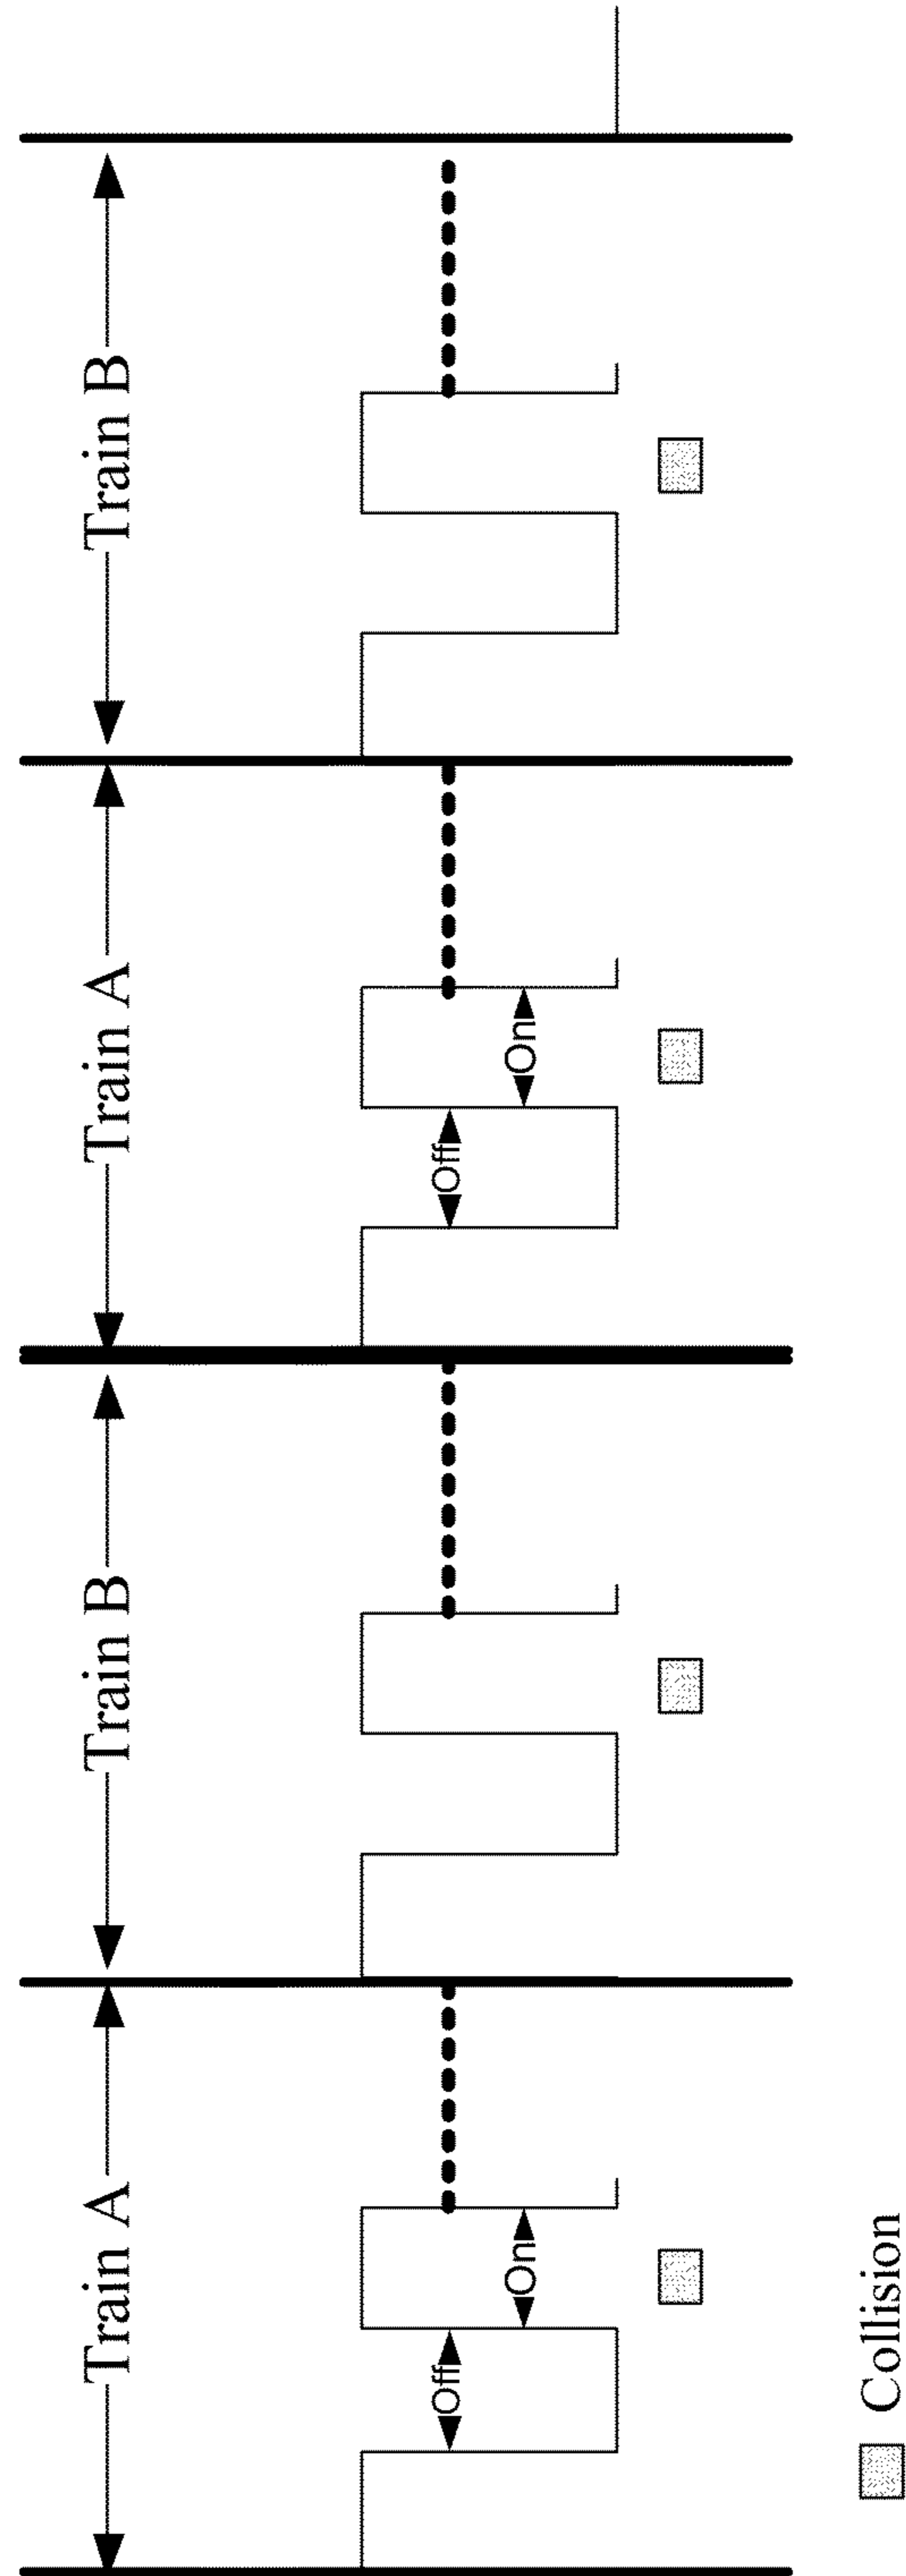 Train A
Train B
Train A
Train B
Off
On
Off
On
Collision